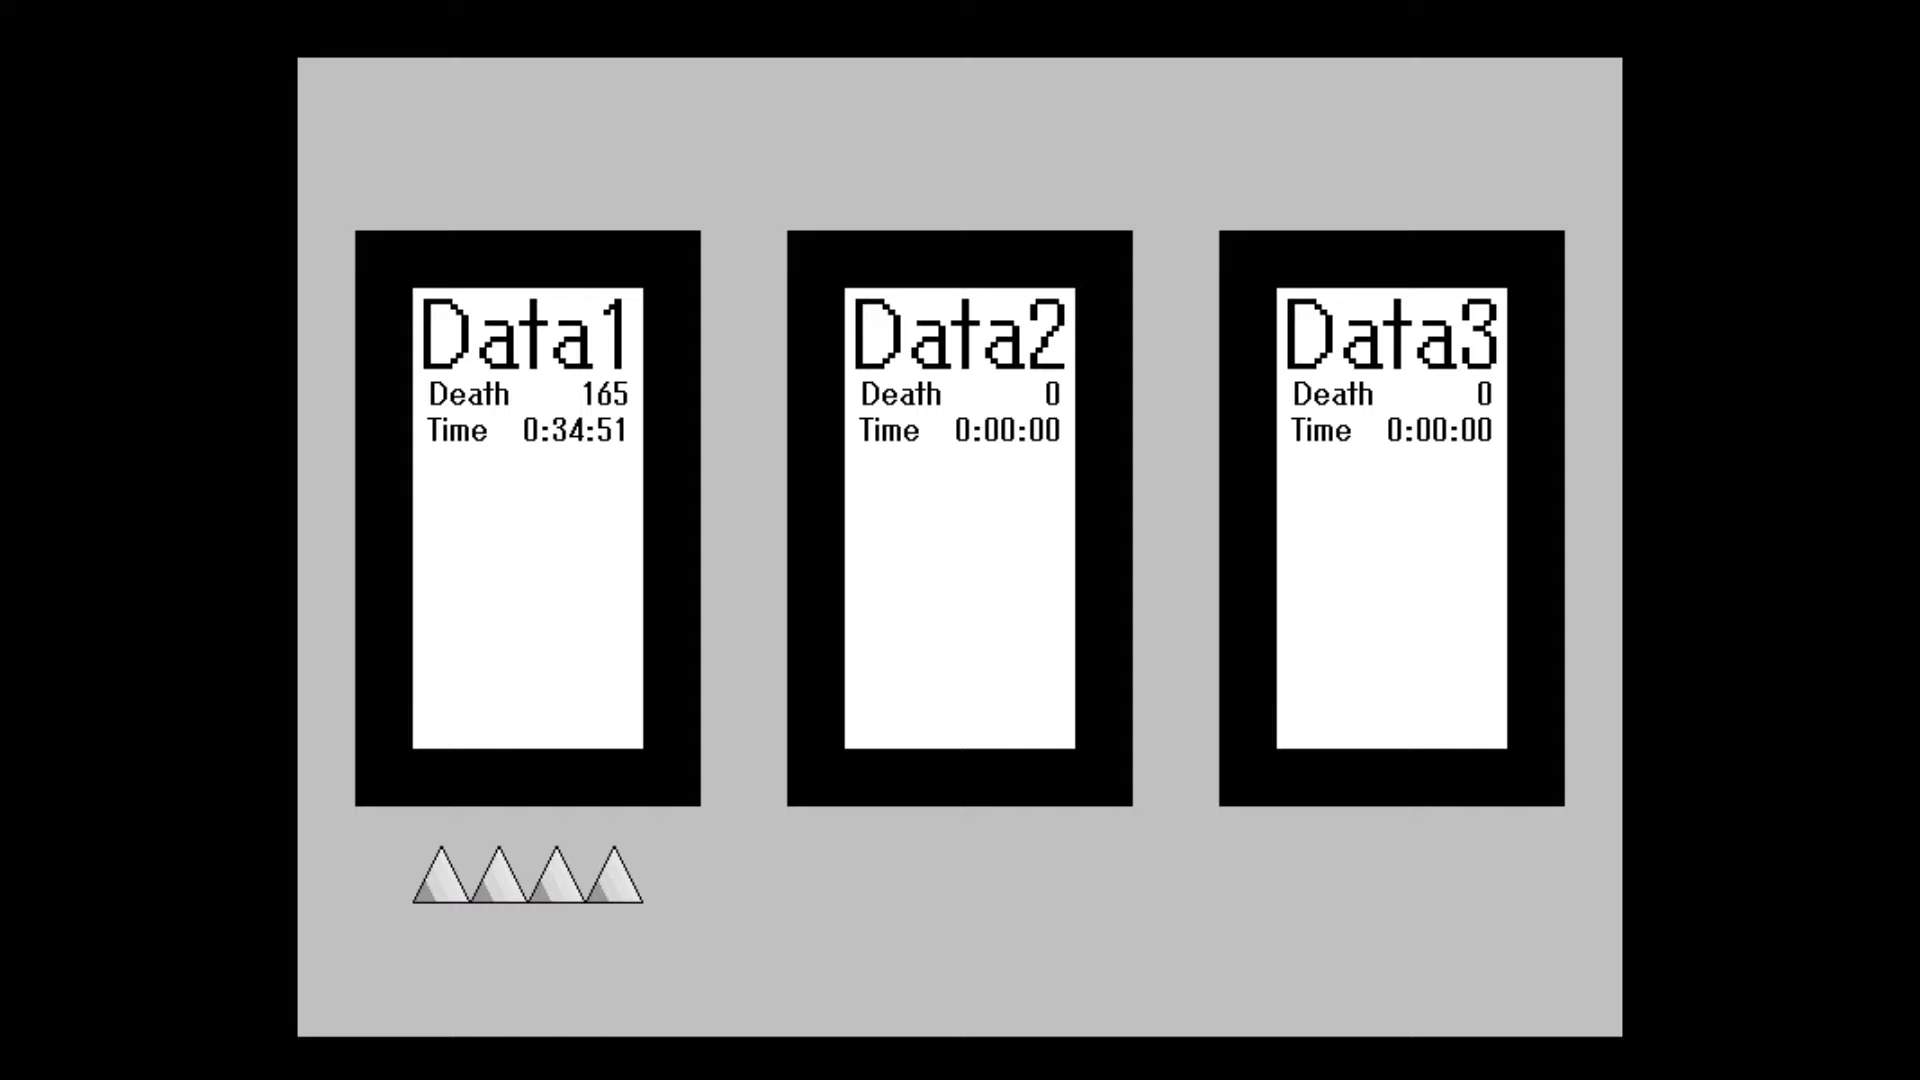 Data1
Death 165
Time 0:34:51
Data2
Death 0
Time 0:00:00
Data3
Death 0
Time 0:00:00